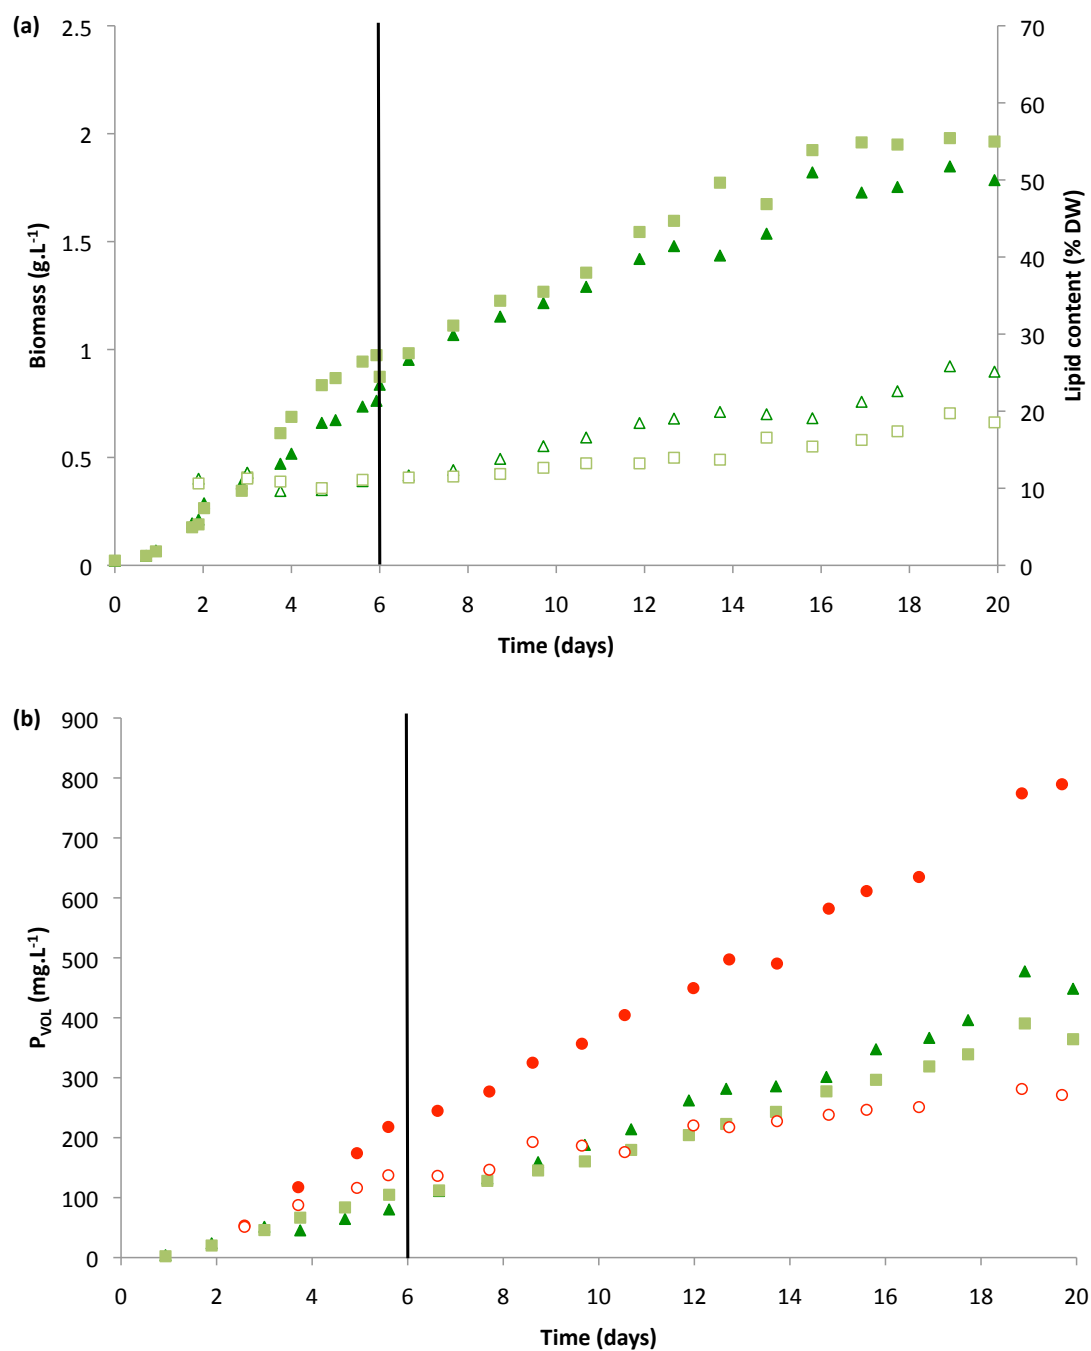 (a)
2.5
2
1.5
1
0.5
0
Biomass (g.L-1)
70
60
50
40
30
20
10
0
Lipid content (% DW)
0 2 4 6 8 10 12 14 16 18 20
Time (days)
(b)
900
800
700
600
500
400
300
200
100
0
PVOL (mg.L-1)
0 2 4 6 8 10 12 14 16 18 20
Time (days)